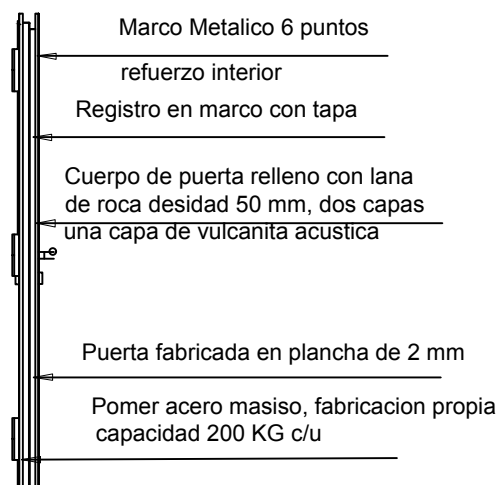 Marco Metalico 6 puntos
refuerzo interior
Registro en marco con tapa
Cuerpo de puerta relleno con lana
de roca desidad 50 mm, dos capas
una capa de vulcanita acustica
Puerta fabricada en plancha de 2 mm
Pomer acero masiso, fabricacion propia
capacidad 200 KG c/u